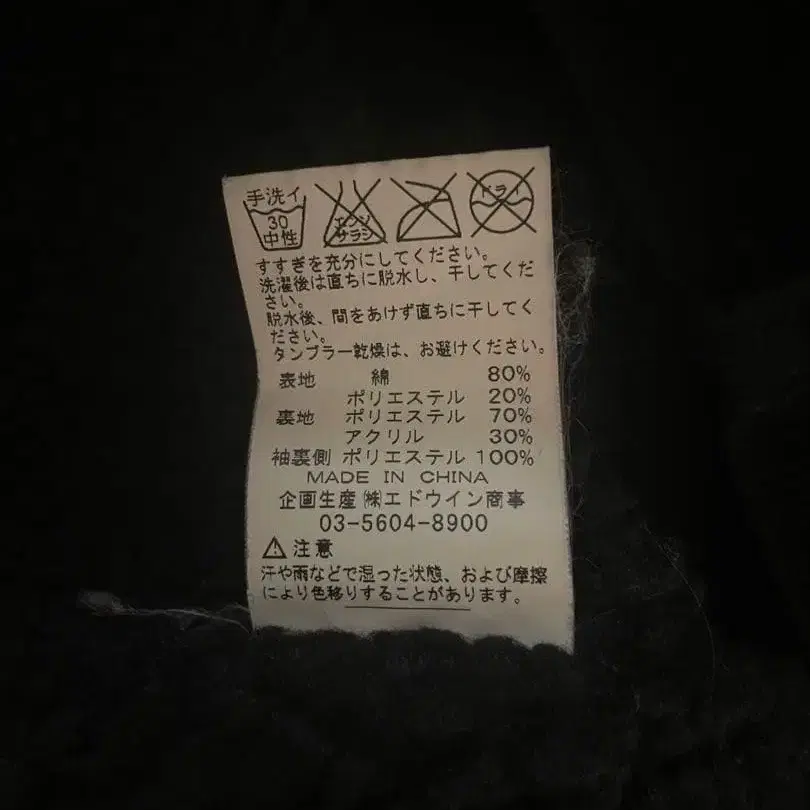 手洗イ
30
中性
エンソ
サラシ
ドライ
すすぎを充分にしてください。
洗濯後は直ちに脱水し、干してくだ
さい。
脱水後、間をあけず直ちに干してく
ださい。
タンブラー乾燥は、お避けください。
表地 綿 80%
ポリエステル 20%
裏地 ポリエステル 70%
アクリル 30%
袖裏側 ポリエステル 100%
MADE IN CHINA
企画生産 ㈱エドウイン商事
03-5604-8900
⚠ 注意
汗や雨などで湿った状態、および摩擦
により色移りすることがあります。